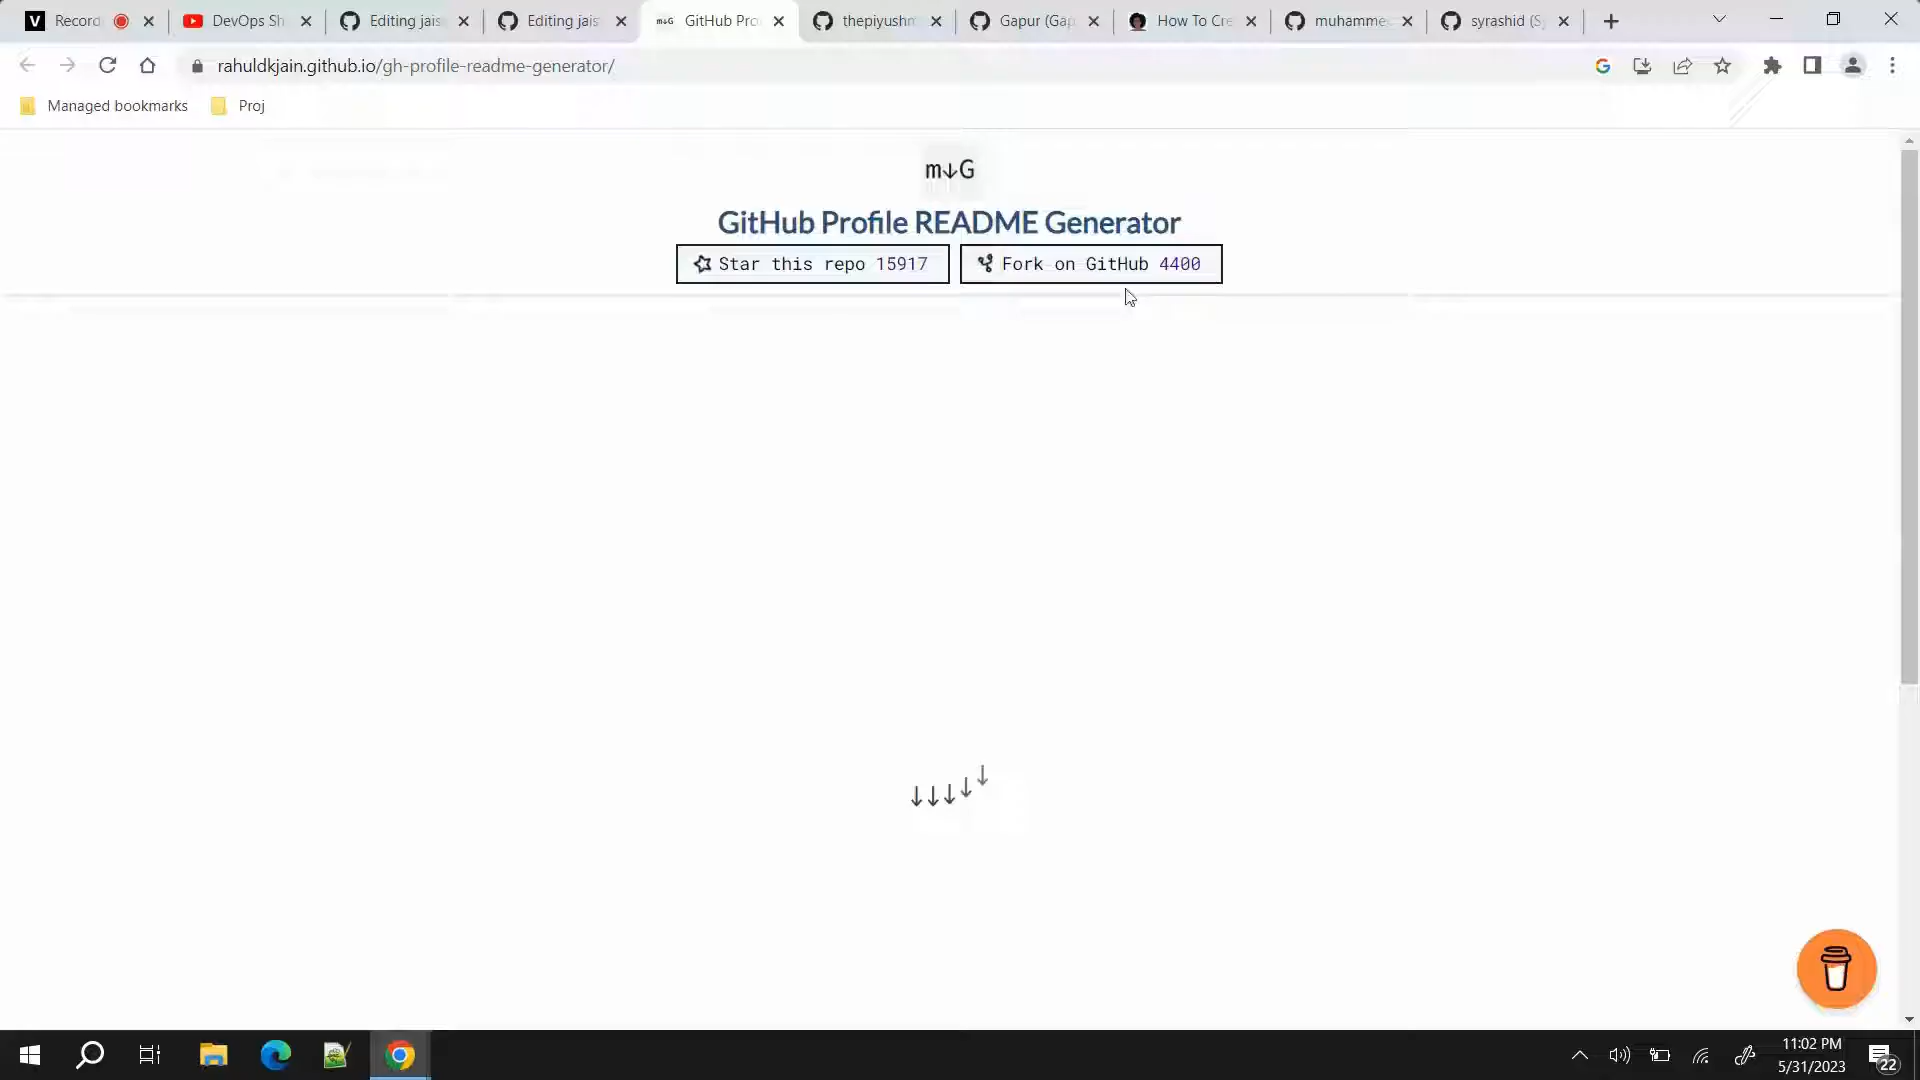 V Record
DevOps Sh
Editing jais
Editing jais
m↓G GitHub Pro
thepiyushm
Gapur (Gap
How To Cre
muhammed
syrashid (S
rahuldkjain.github.io/gh-profile-readme-generator/
Managed bookmarks
Proj
m↓G
GitHub Profile README Generator
Star this repo 15917
Fork on GitHub 4400
11:02 PM
5/31/2023
22